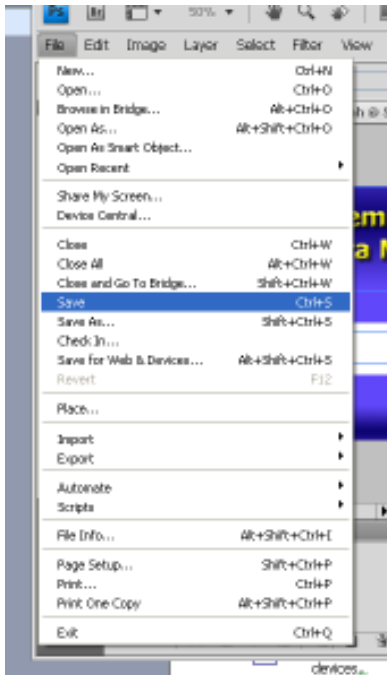 Ps Br 50%
File Edit Image Layer Select Filter View
New... Ctrl+N
Open... Ctrl+O
Browse in Bridge... Alt+Ctrl+O
Open As... Alt+Shift+Ctrl+O
Open As Smart Object...
Open Recent
Share My Screen...
Device Central...
Close Ctrl+W
Close All Alt+Ctrl+W
Close and Go To Bridge... Shift+Ctrl+W
Save Ctrl+S
Save As... Shift+Ctrl+S
Check In...
Save for Web & Devices... Alt+Shift+Ctrl+S
Revert F12
Place...
Import
Export
Automate
Scripts
File Info... Alt+Shift+Ctrl+I
Page Setup... Shift+Ctrl+P
Print... Ctrl+P
Print One Copy Alt+Shift+Ctrl+P
Exit Ctrl+Q
devices.